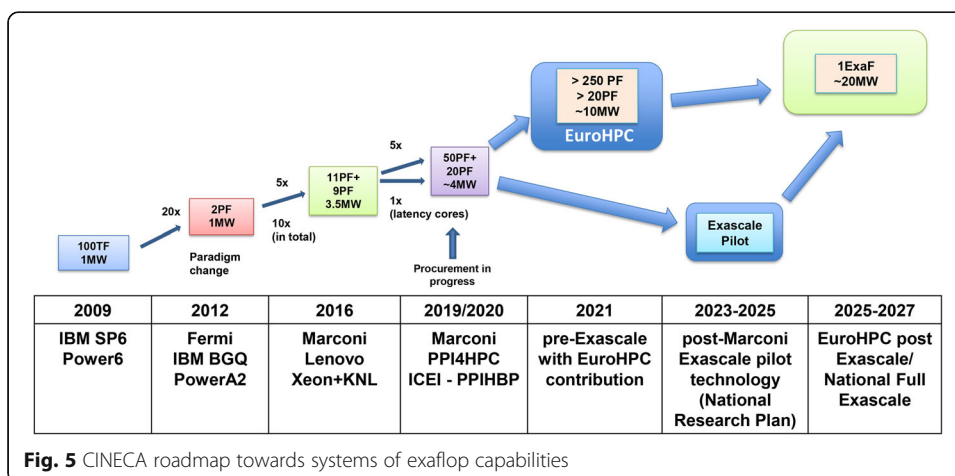 > 250 PF
> 20PF
~10MW
EuroHPC
1ExaF
~20MW
5x
50PF+
20PF
~4MW
5x
11PF+
9PF
3.5MW
1x
(latency cores)
20x
2PF
1MW
10x
(in total)
100TF
1MW
Paradigm
change
Procurement in
progress
Exascale
Pilot
2009
2012
2016
2019/2020
2021
2023-2025
2025-2027
IBM SP6
Power6
Fermi
IBM BGQ
PowerA2
Marconi
Lenovo
Xeon+KNL
Marconi
PPI4HPC
ICEI - PPIHBP
pre-Exascale
with EuroHPC
contribution
post-Marconi
Exascale pilot
technology
(National
Research Plan)
EuroHPC post
Exascale/
National Full
Exascale
Fig. 5 CINECA roadmap towards systems of exaflop capabilities